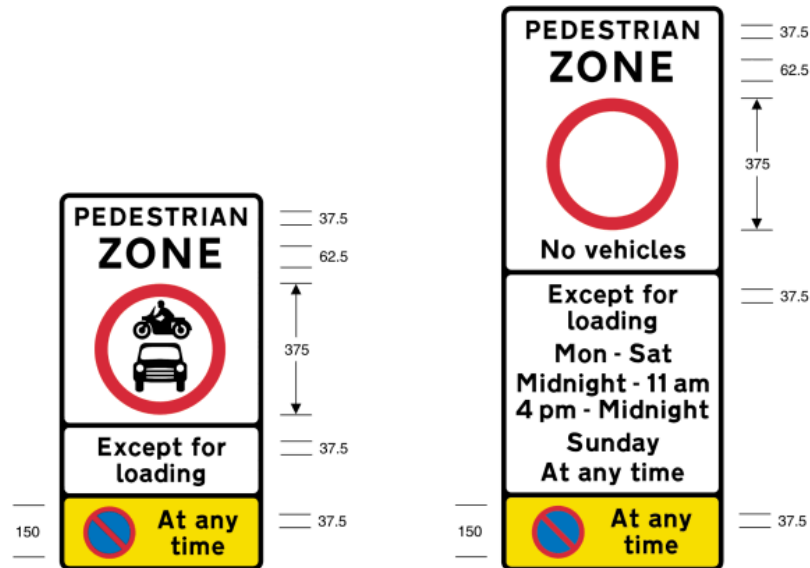 PEDESTRIAN
ZONE
Except for
loading
At any
time
37.5
62.5
375
37.5
37.5
150
PEDESTRIAN
ZONE
No vehicles
Except for
loading
Mon - Sat
Midnight - 11 am
4 pm - Midnight
Sunday
At any time
At any
time
37.5
62.5
375
37.5
37.5
150